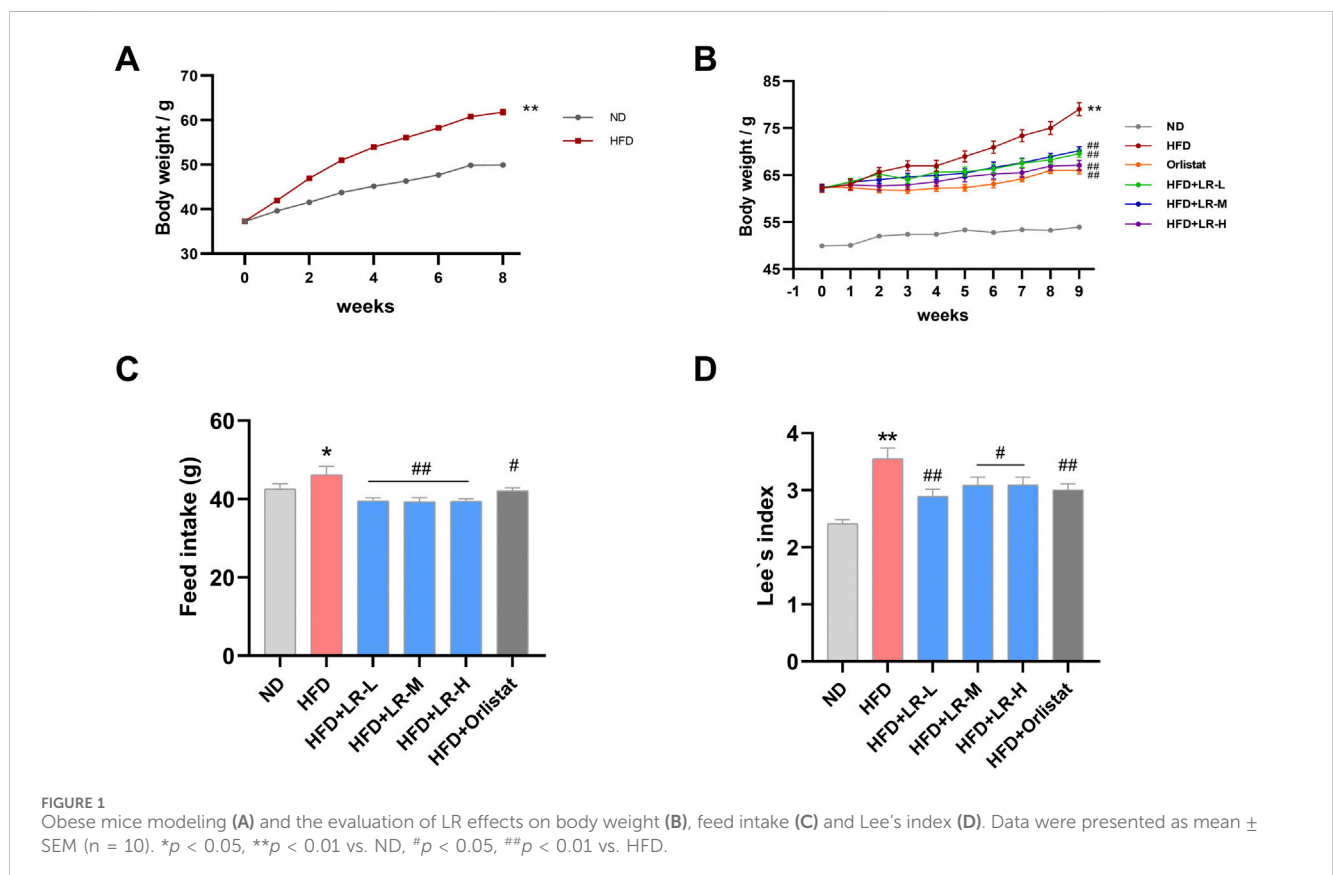 A
70
60
50
40
30
Body weight / g
0
2
4
6
8
weeks
**
ND
HFD
B
85
75
65
55
45
Body weight / g
-1
0
1
2
3
4
5
6
7
8
9
weeks
**
##
##
##
##
ND
HFD
Orlistat
HFD+LR-L
HFD+LR-M
HFD+LR-H
C
60
40
20
0
Feed intake (g)
*
##
#
ND
HFD
HFD+LR-L
HFD+LR-M
HFD+LR-H
HFD+Orlistat
D
4
3
2
1
0
Lee`s index
**
##
#
##
ND
HFD
HFD+LR-L
HFD+LR-M
HFD+LR-H
HFD+Orlistat
FIGURE 1
Obese mice modeling (A) and the evaluation of LR effects on body weight (B), feed intake (C) and Lee's index (D). Data were presented as mean ±
SEM (n = 10). *p < 0.05, **p < 0.01 vs. ND, #p < 0.05, ##p < 0.01 vs. HFD.